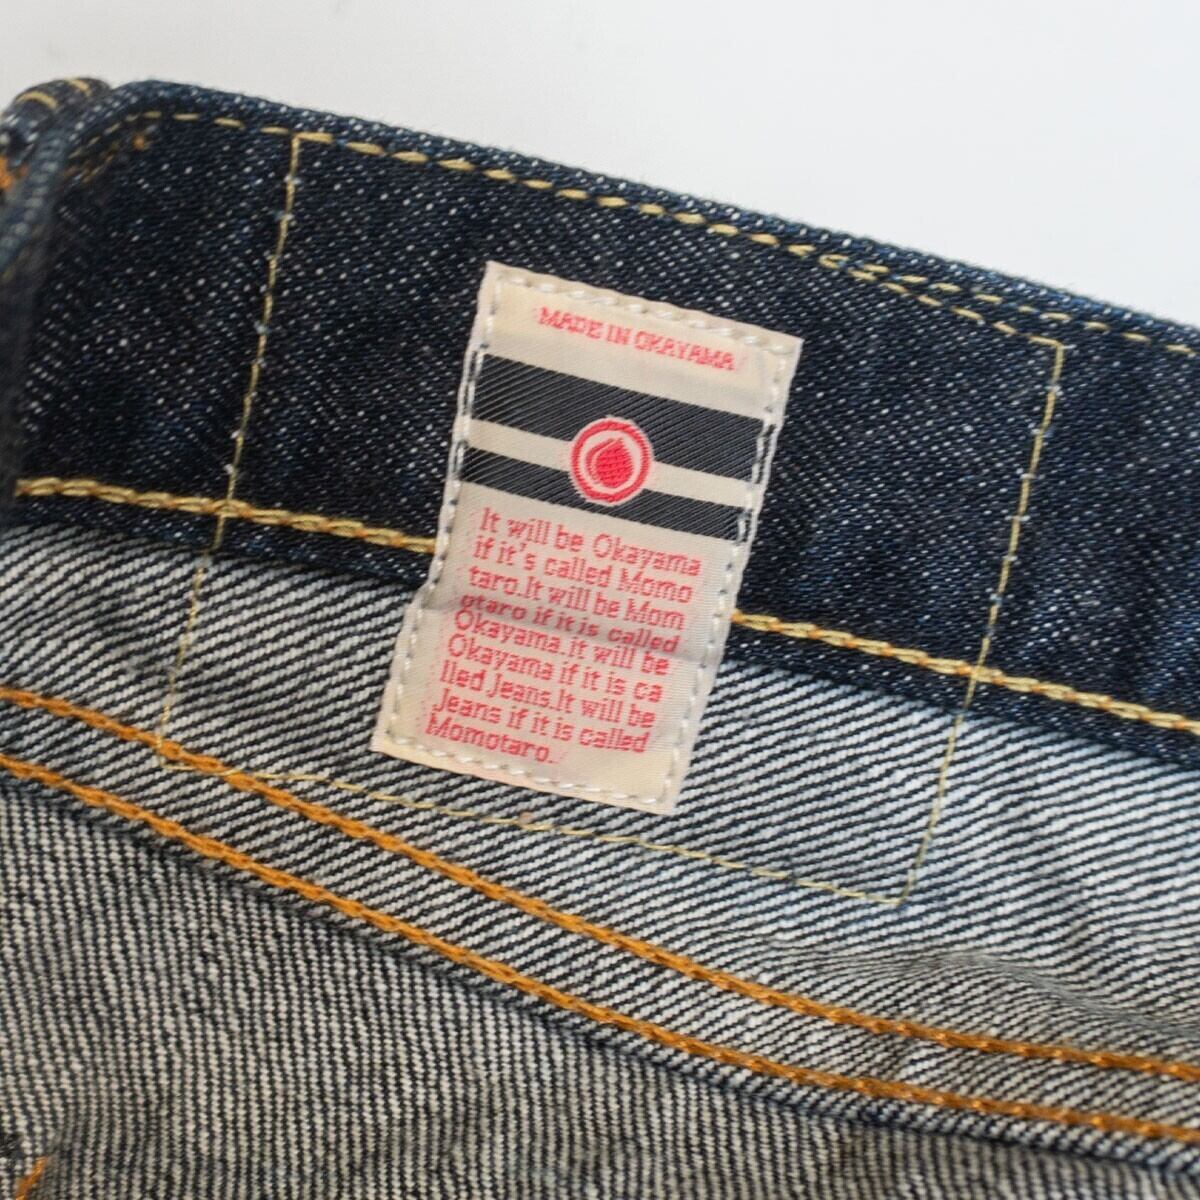 MADE IN OKAYAMA
It will be Okayama
if it's called Momo
taro.It will be Mom
otaro if it is called
Okayama.it will be
Okayama if it is ca
lled Jeans.It will be
Jeans if it is called
Momotaro.